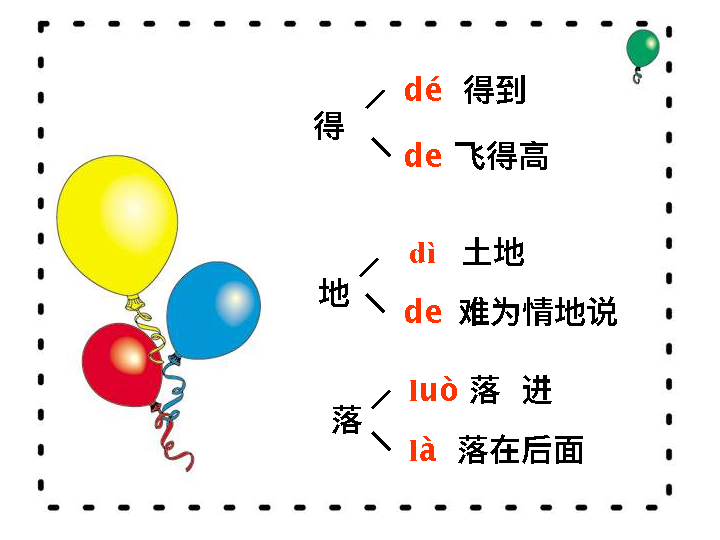 得
dé 得到
de 飞得高
地
dì 土地
de 难为情地说
落
luò 落 进
là 落在后面